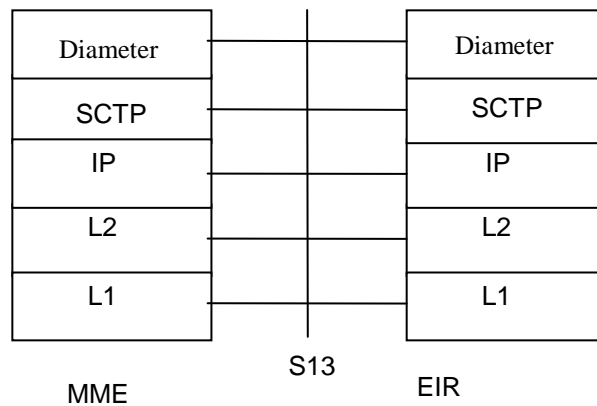 Diameter Diameter
SCTP SCTP
IP IP
L2 L2
L1 L1
S13
MME EIR